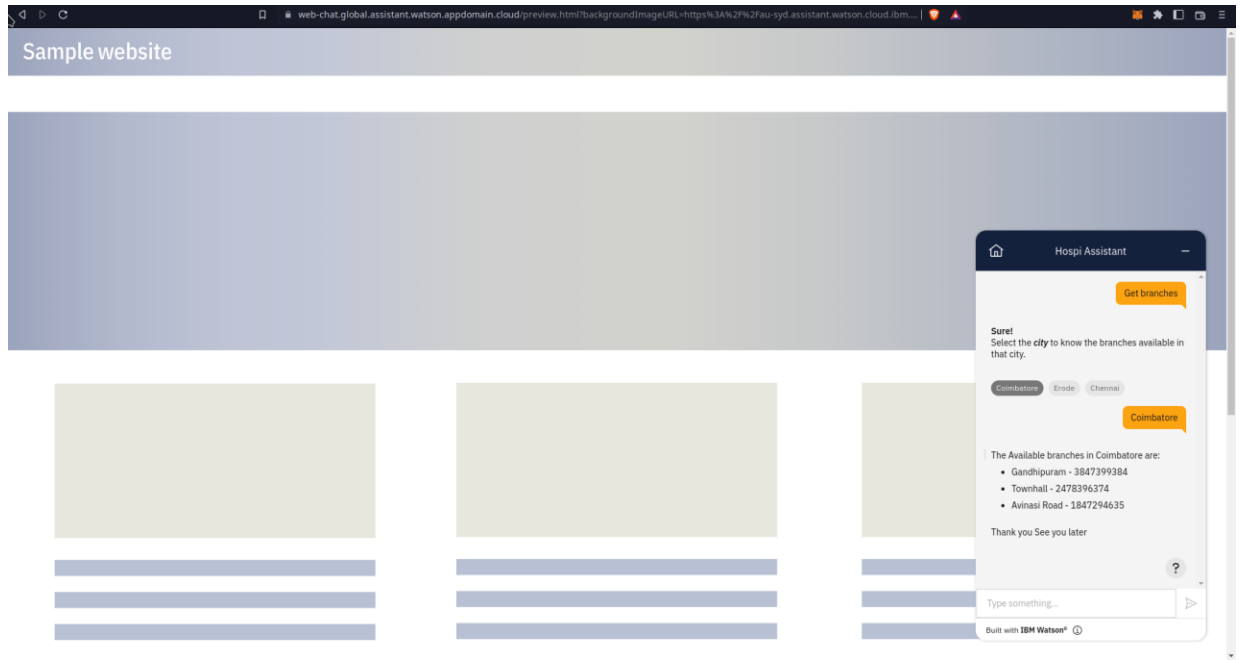 web-chat.global.assistant.watson.appdomain.cloud/preview.html?backgroundImageURL=https%3A%2F%2Fau-syd.assistant.watson.cloud.ibm....
Sample website
Hospi Assistant
Get branches
Sure!
Select the city to know the branches available in
that city.
Coimbatore Erode Chennai
Coimbatore
The Available branches in Coimbatore are:
• Gandhipuram - 3847399384
• Townhall - 2478396374
• Avinasi Road - 1847294635
Thank you See you later
?
Type something...
Built with IBM Watson®